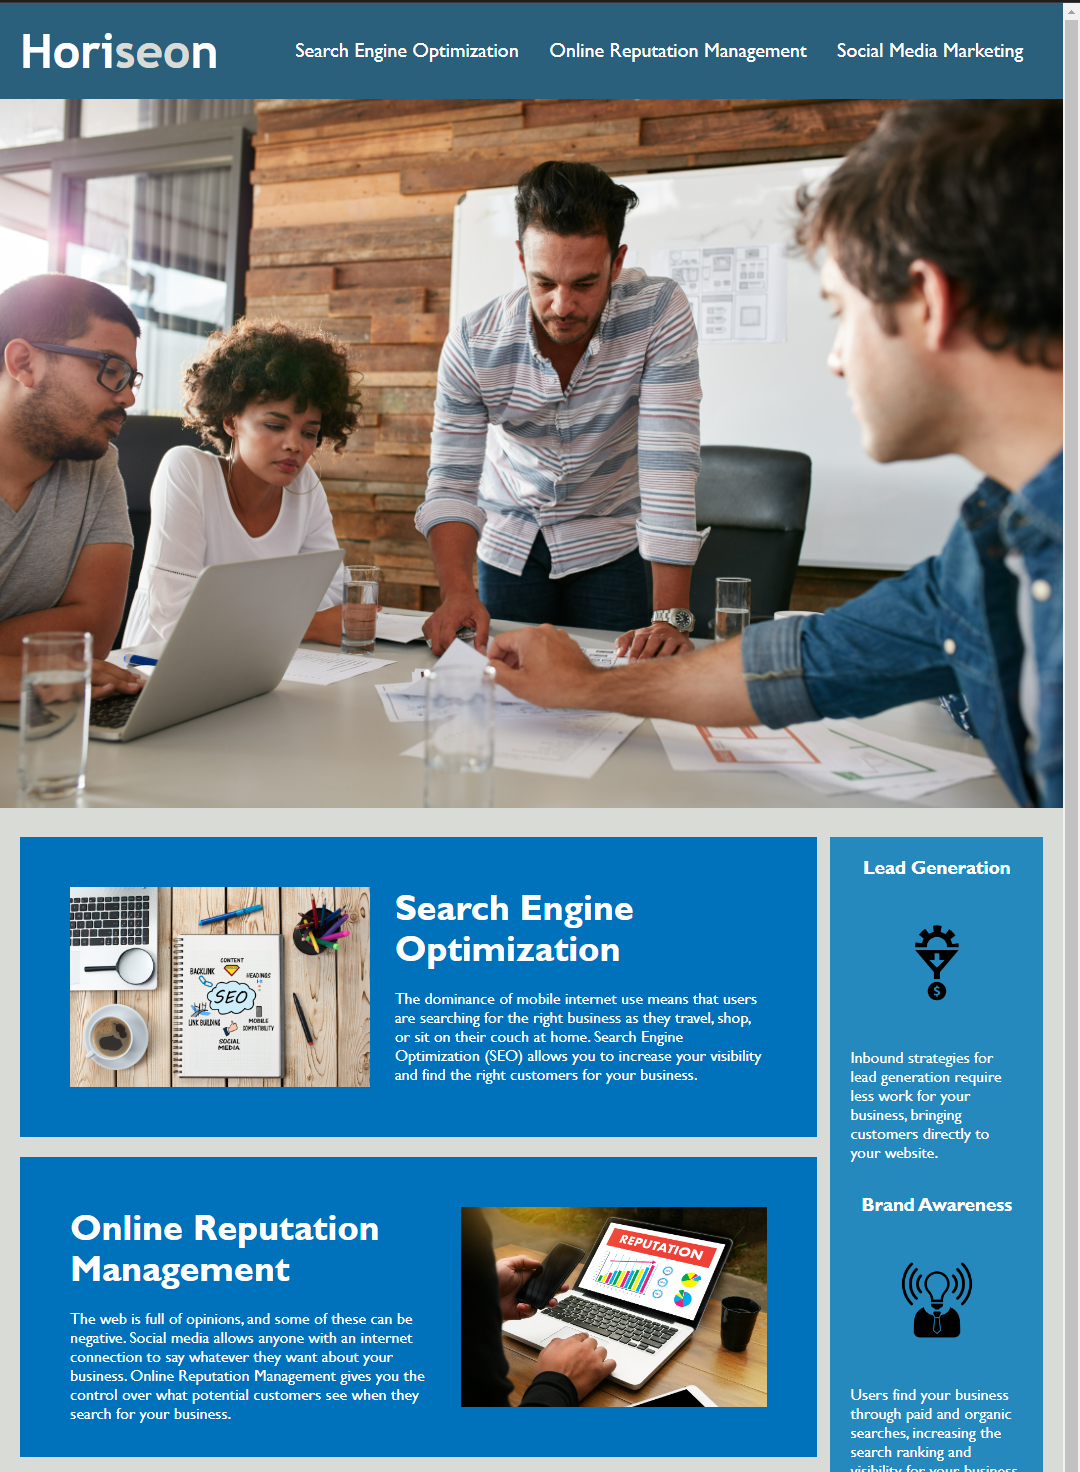 Horiseon
Search Engine Optimization
Online Reputation Management
Social Media Marketing
Search Engine
Optimization
The dominance of mobile internet use means that users
are searching for the right business as they travel, shop,
or sit on their couch at home. Search Engine
Optimization (SEO) allows you to increase your visibility
and find the right customers for your business.
CONTENT
BACKLINK
HEADINGS
SEO
LINK BUILDING
MOBILE
COMPATIBILITY
SOCIAL
MEDIA
Online Reputation
Management
The web is full of opinions, and some of these can be
negative. Social media allows anyone with an internet
connection to say whatever they want about your
business. Online Reputation Management gives you the
control over what potential customers see when they
search for your business.
REPUTATION
Lead Generation
$
Inbound strategies for
lead generation require
less work for your
business, bringing
customers directly to
your website.
Brand Awareness
Users find your business
through paid and organic
searches, increasing the
search ranking and
visibility for your business